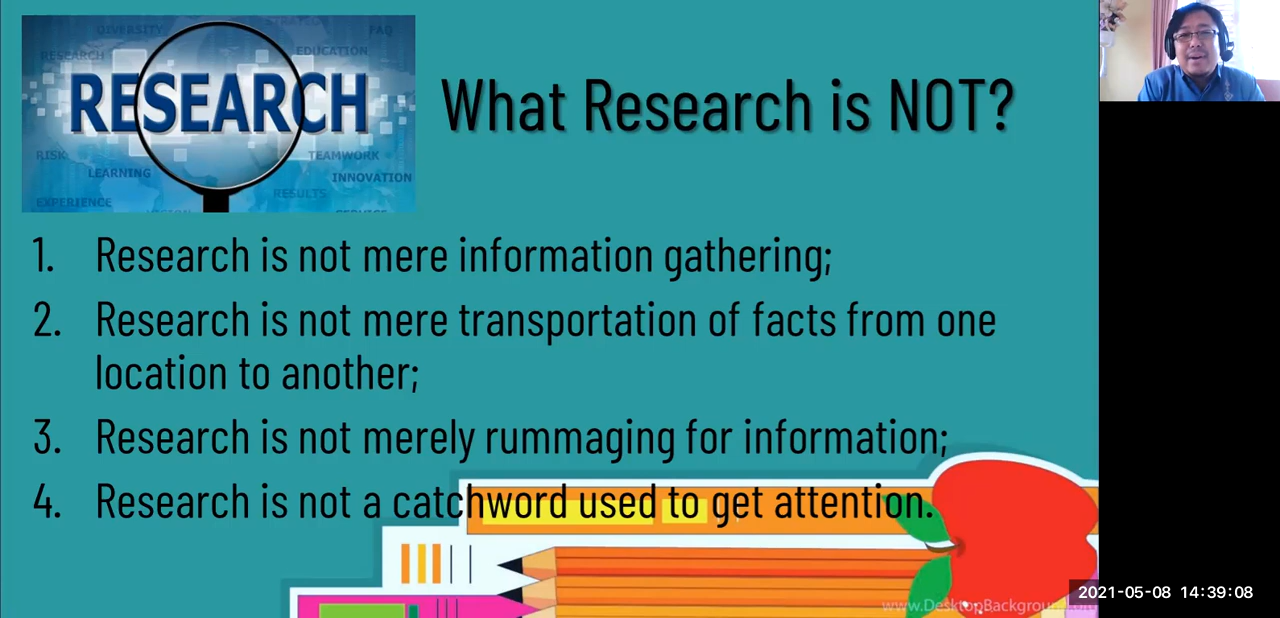 DIVERSITY
FAQ
RESEARCH
EDUCATION
RESEARCH
RISK
TEAMWORK
LEARNING
INNOVATION
RESULTS
EXPERIENCE
VISION
SERVICE
What Research is NOT?
1. Research is not mere information gathering;
2. Research is not mere transportation of facts from one
location to another;
3. Research is not merely rummaging for information;
4. Research is not a catchword used to get attention.
2021-05-08 14:39:08